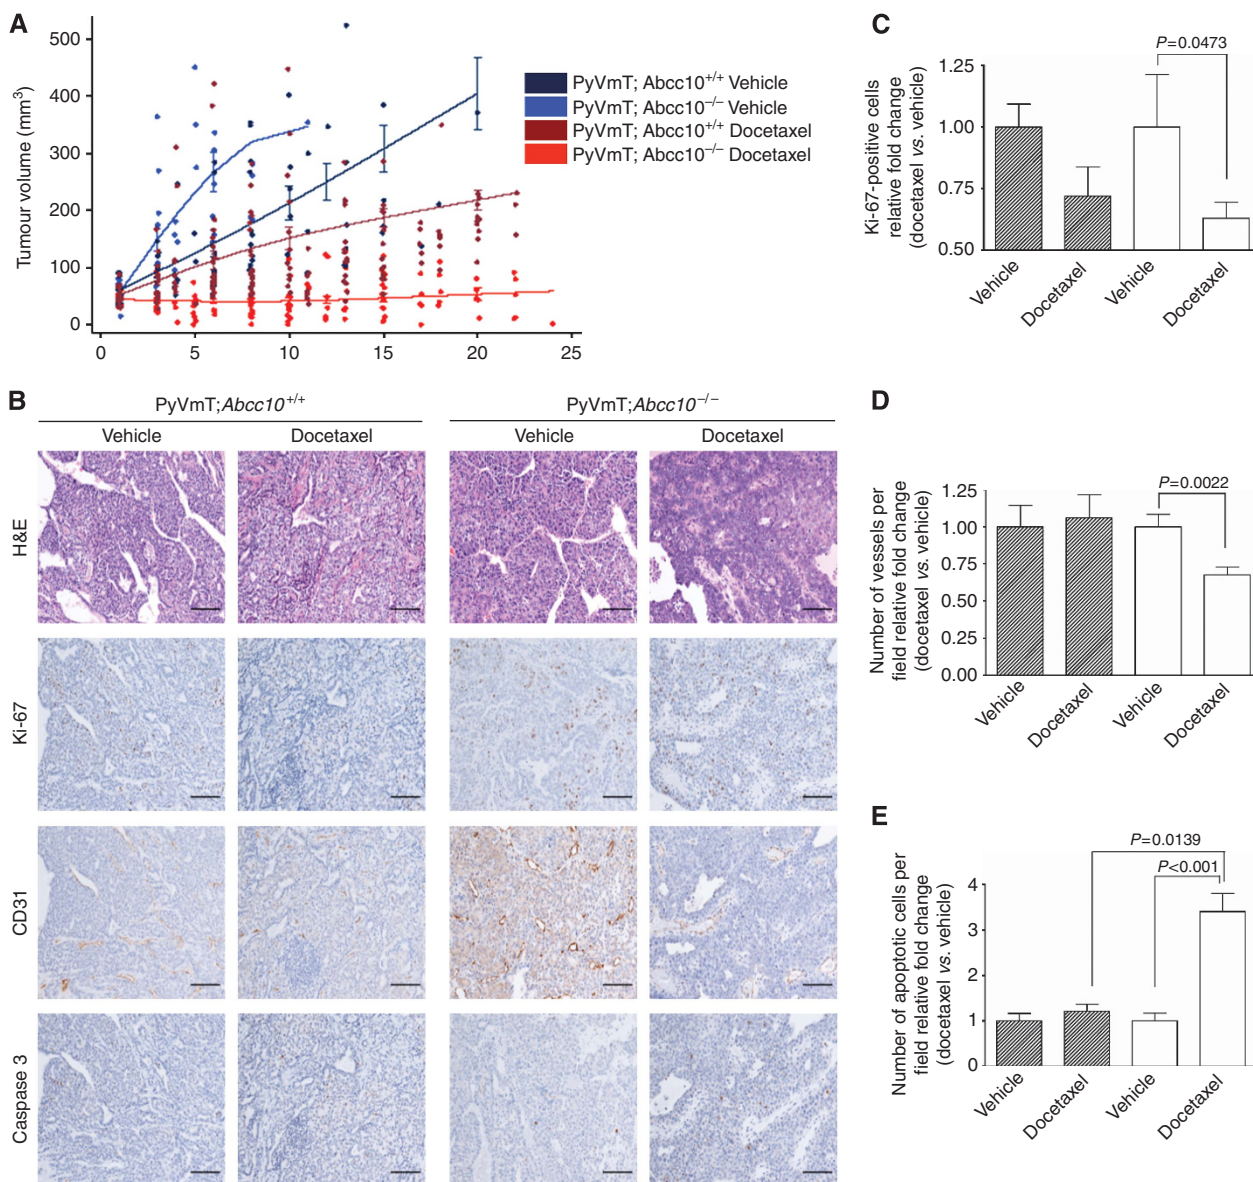 A
Tumour volume (mm³)
500
400
300
200
100
0
0 5 10 15 20 25
PyVmT; Abcc10+/+ Vehicle
PyVmT; Abcc10−/− Vehicle
PyVmT; Abcc10+/+ Docetaxel
PyVmT; Abcc10−/− Docetaxel
B
PyVmT;Abcc10+/+ PyVmT;Abcc10−/−
Vehicle Docetaxel Vehicle Docetaxel
H&E
Ki-67
CD31
Caspase 3
C
P=0.0473
Ki-67-positive cells
relative fold change
(docetaxel vs. vehicle)
1.25
1.00
0.75
0.50
Vehicle Docetaxel Vehicle Docetaxel
D
P=0.0022
Number of vessels per
field relative fold change
(docetaxel vs. vehicle)
1.25
1.00
0.75
0.50
0.25
0.00
Vehicle Docetaxel Vehicle Docetaxel
E
P=0.0139
P<0.001
Number of apoptotic cells per
field relative fold change
(docetaxel vs. vehicle)
4
3
2
1
0
Vehicle Docetaxel Vehicle Docetaxel